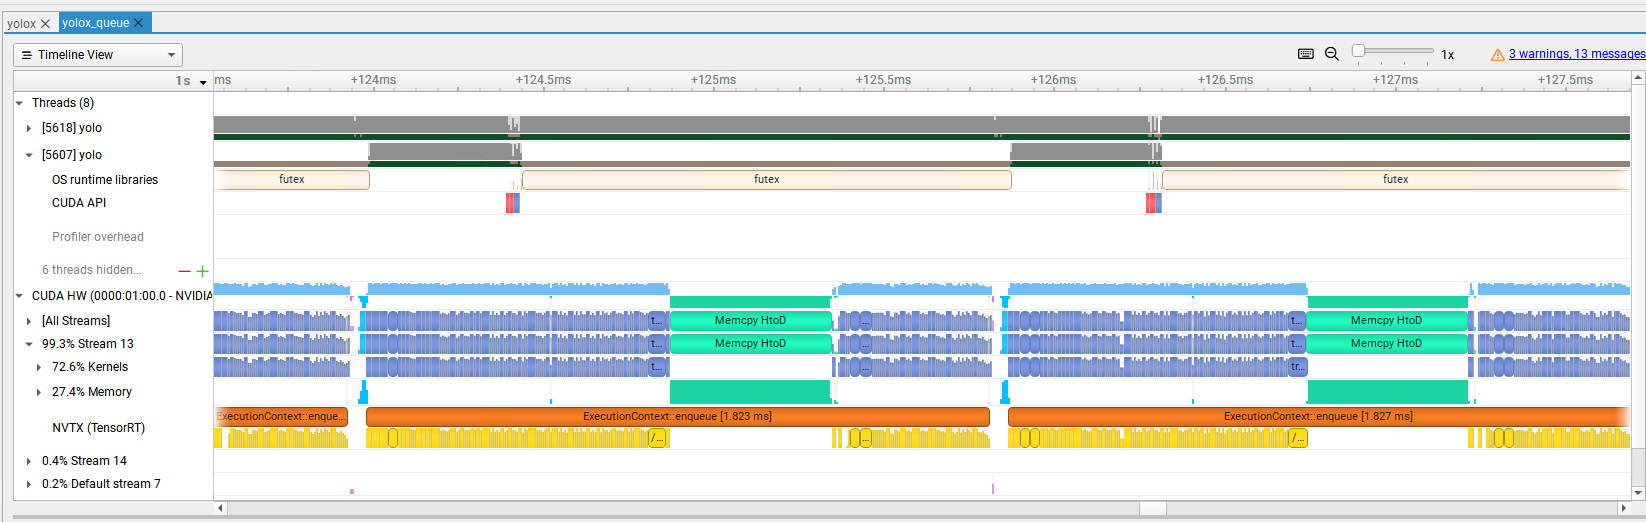 yolox yolox_queue
Timeline View 1x 3 warnings, 13 messages
1s ms +124ms +124.5ms +125ms +125.5ms +126ms +126.5ms +127ms +127.5ms
Threads (8)
[5618] yolo
[5607] yolo
OS runtime libraries futex futex futex
CUDA API
Profiler overhead
6 threads hidden...
CUDA HW (0000:01:00.0 - NVIDIA
[All Streams] t... Memcpy HtoD ... t... Memcpy HtoD
99.3% Stream 13 t... Memcpy HtoD ... t... Memcpy HtoD
72.6% Kernels t... ... tr...
27.4% Memory
ExecutionContext::enque... ExecutionContext::enqueue [1.823 ms] ExecutionContext::enqueue [1.827 ms]
NVTX (TensorRT) /... ... /...
0.4% Stream 14
0.2% Default stream 7